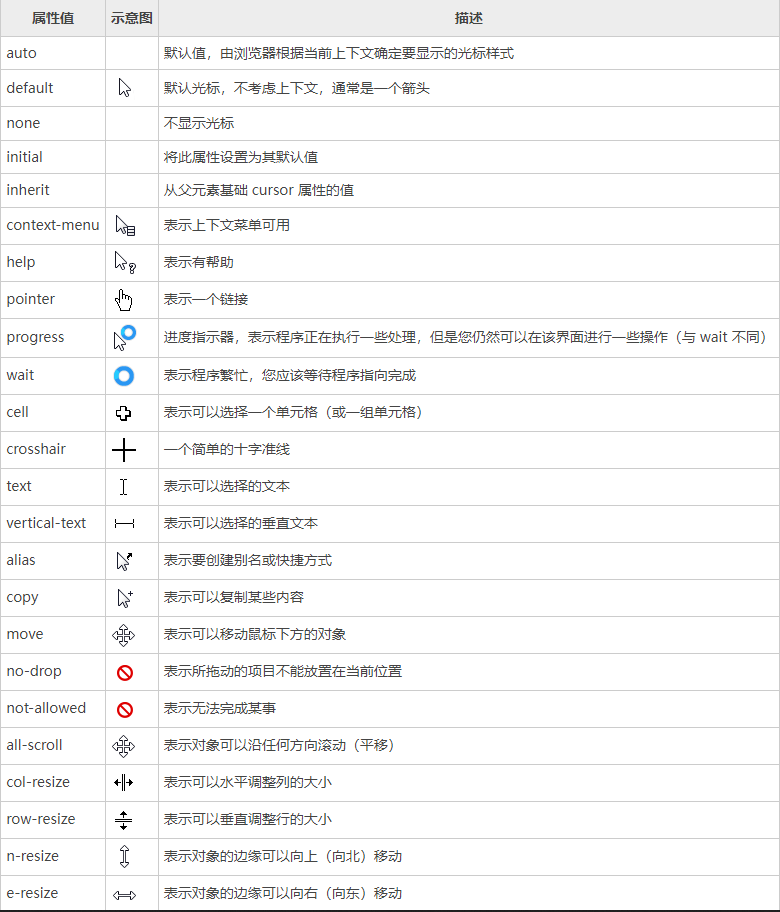 属性值 示意图 描述
auto 默认值，由浏览器根据当前上下文确定要显示的光标样式
default 默认光标，不考虑上下文，通常是一个箭头
none 不显示光标
initial 将此属性设置为其默认值
inherit 从父元素基础 cursor 属性的值
context-menu 表示上下文菜单可用
help 表示有帮助
pointer 表示一个链接
progress 进度指示器，表示程序正在执行一些处理，但是您仍然可以在该界面进行一些操作（与 wait 不同）
wait 表示程序繁忙，您应该等待程序指向完成
cell 表示可以选择一个单元格（或一组单元格）
crosshair 一个简单的十字准线
text 表示可以选择的文本
vertical-text 表示可以选择的垂直文本
alias 表示要创建别名或快捷方式
copy 表示可以复制某些内容
move 表示可以移动鼠标下方的对象
no-drop 表示所拖动的项目不能放置在当前位置
not-allowed 表示无法完成某事
all-scroll 表示对象可以沿任何方向滚动（平移）
col-resize 表示可以水平调整列的大小
row-resize 表示可以垂直调整行的大小
n-resize 表示对象的边缘可以向上（向北）移动
e-resize 表示对象的边缘可以向右（向东）移动